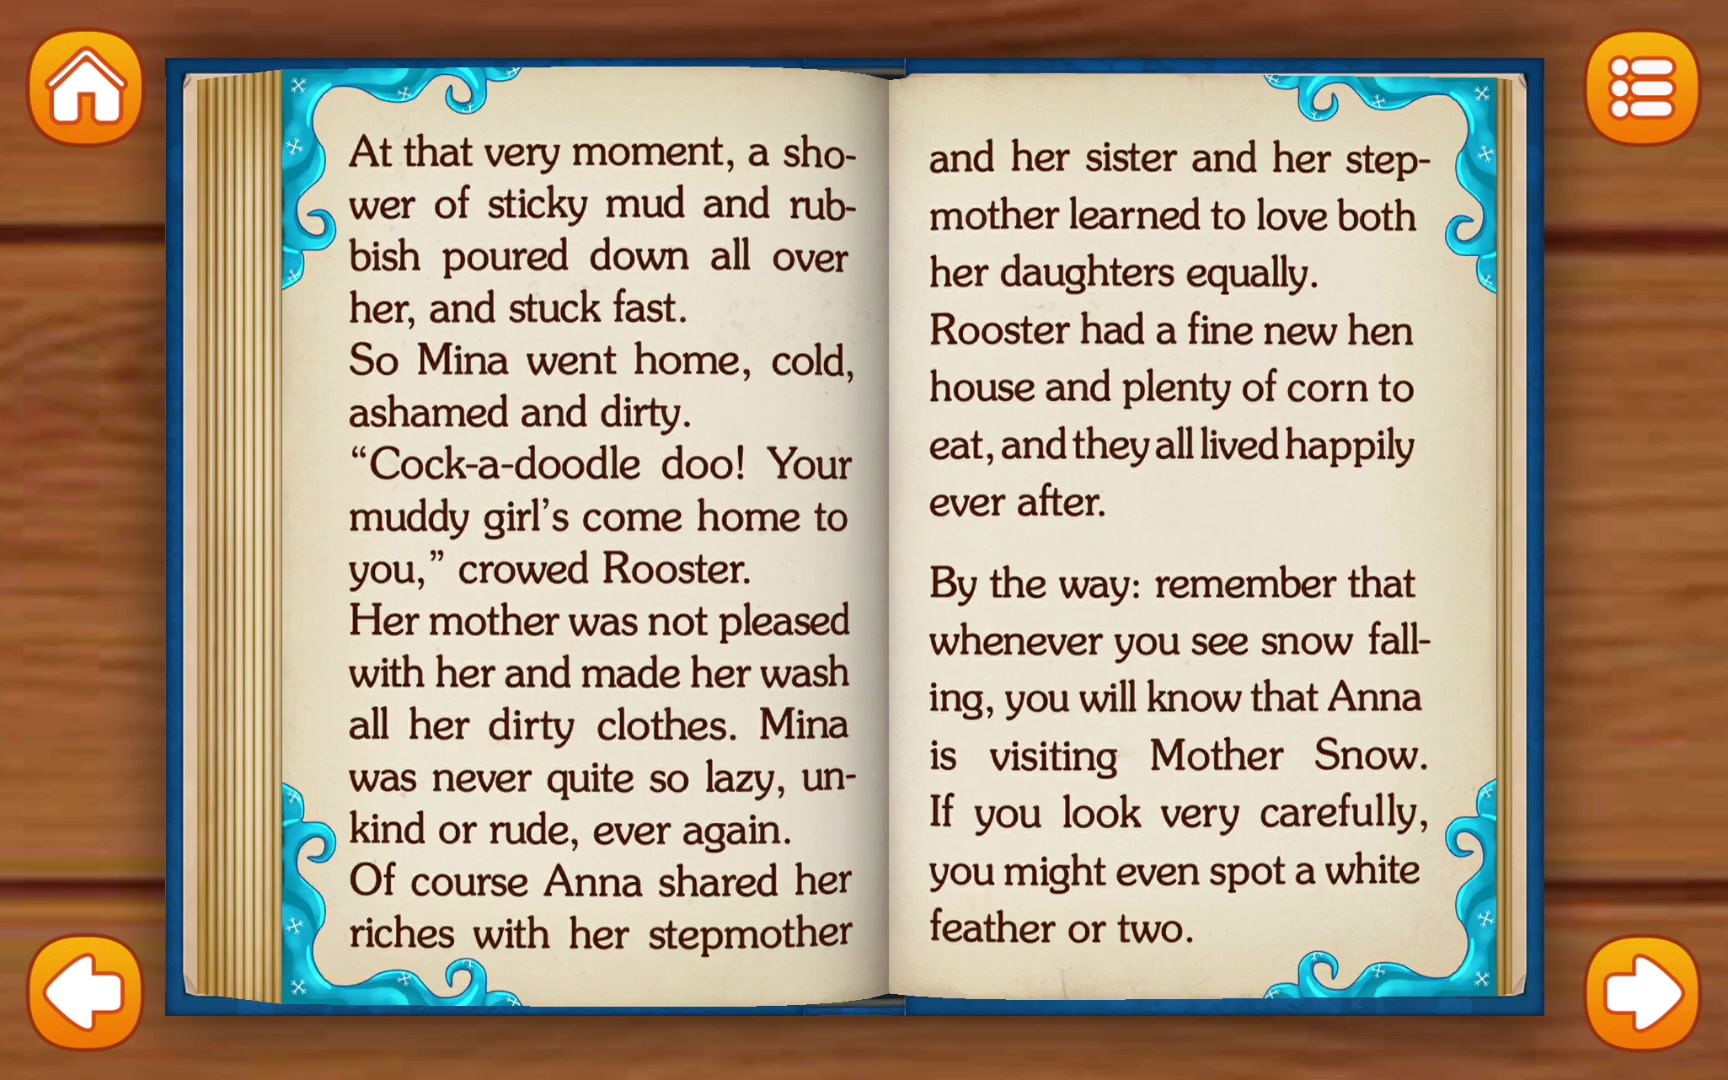 At that very moment, a sho-
wer of sticky mud and rub-
bish poured down all over
her, and stuck fast.
So Mina went home, cold,
ashamed and dirty.
“Cock-a-doodle doo! Your
muddy girl’s come home to
you,” crowed Rooster.
Her mother was not pleased
with her and made her wash
all her dirty clothes. Mina
was never quite so lazy, un-
kind or rude, ever again.
Of course Anna shared her
riches with her stepmother
and her sister and her step-
mother learned to love both
her daughters equally.
Rooster had a fine new hen
house and plenty of corn to
eat, and they all lived happily
ever after.
By the way: remember that
whenever you see snow fall-
ing, you will know that Anna
is visiting Mother Snow.
If you look very carefully,
you might even spot a white
feather or two.